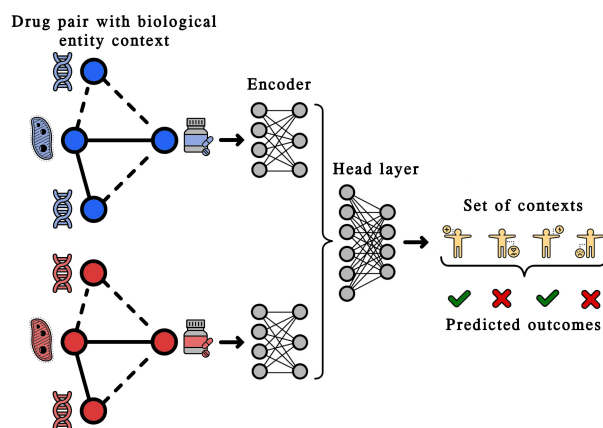 Drug pair with biological
entity context
Encoder
Head layer
Set of contexts
Predicted outcomes